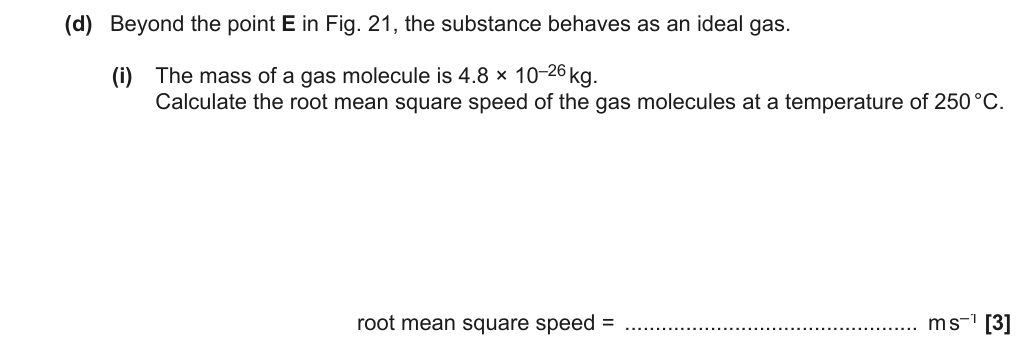 (d) Beyond the point E in Fig. 21, the substance behaves as an ideal gas.
(i) The mass of a gas molecule is 4.8 × 10⁻²⁶ kg.
Calculate the root mean square speed of the gas molecules at a temperature of 250 °C.
root mean square speed = ................................................ m s⁻¹ [3]